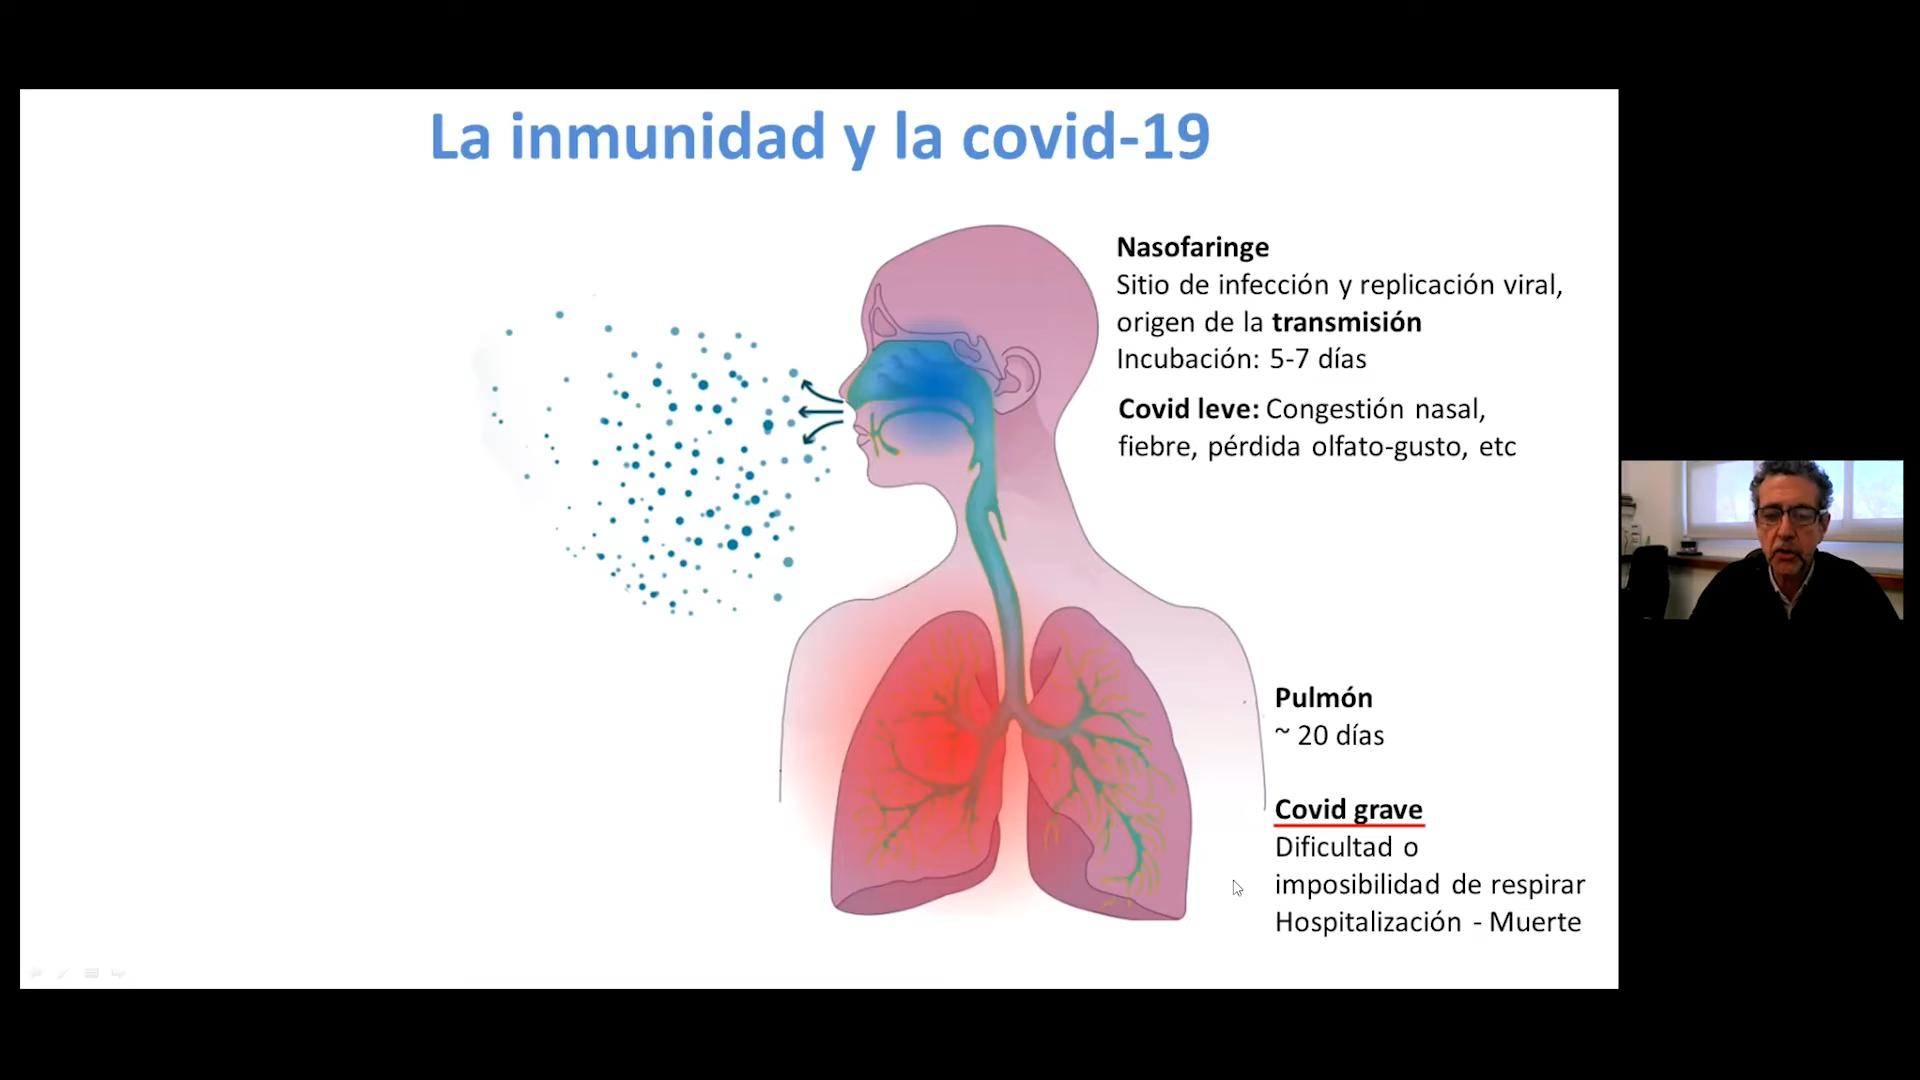 La inmunidad y la covid-19
Nasofaringe
Sitio de infección y replicación viral,
origen de la transmisión
Incubación: 5-7 días
Covid leve: Congestión nasal,
fiebre, pérdida olfato-gusto, etc
Pulmón
~ 20 días
Covid grave
Dificultad o
imposibilidad de respirar
Hospitalización - Muerte